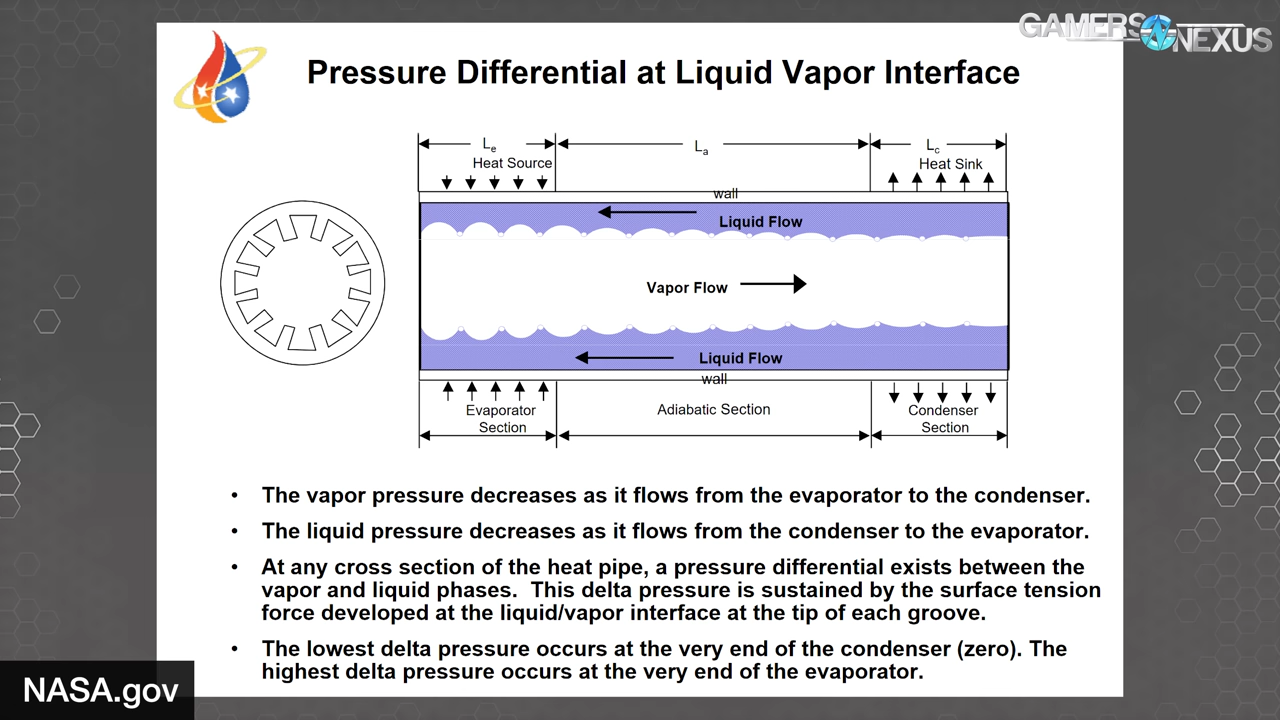 GAMERS NEXUS
Pressure Differential at Liquid Vapor Interface
Le
La
Lc
Heat Source
Heat Sink
wall
Liquid Flow
Vapor Flow
Liquid Flow
wall
Evaporator
Section
Adiabatic Section
Condenser
Section
• The vapor pressure decreases as it flows from the evaporator to the condenser.
• The liquid pressure decreases as it flows from the condenser to the evaporator.
• At any cross section of the heat pipe, a pressure differential exists between the
vapor and liquid phases.  This delta pressure is sustained by the surface tension
force developed at the liquid/vapor interface at the tip of each groove.
• The lowest delta pressure occurs at the very end of the condenser (zero). The
highest delta pressure occurs at the very end of the evaporator.
NASA.gov